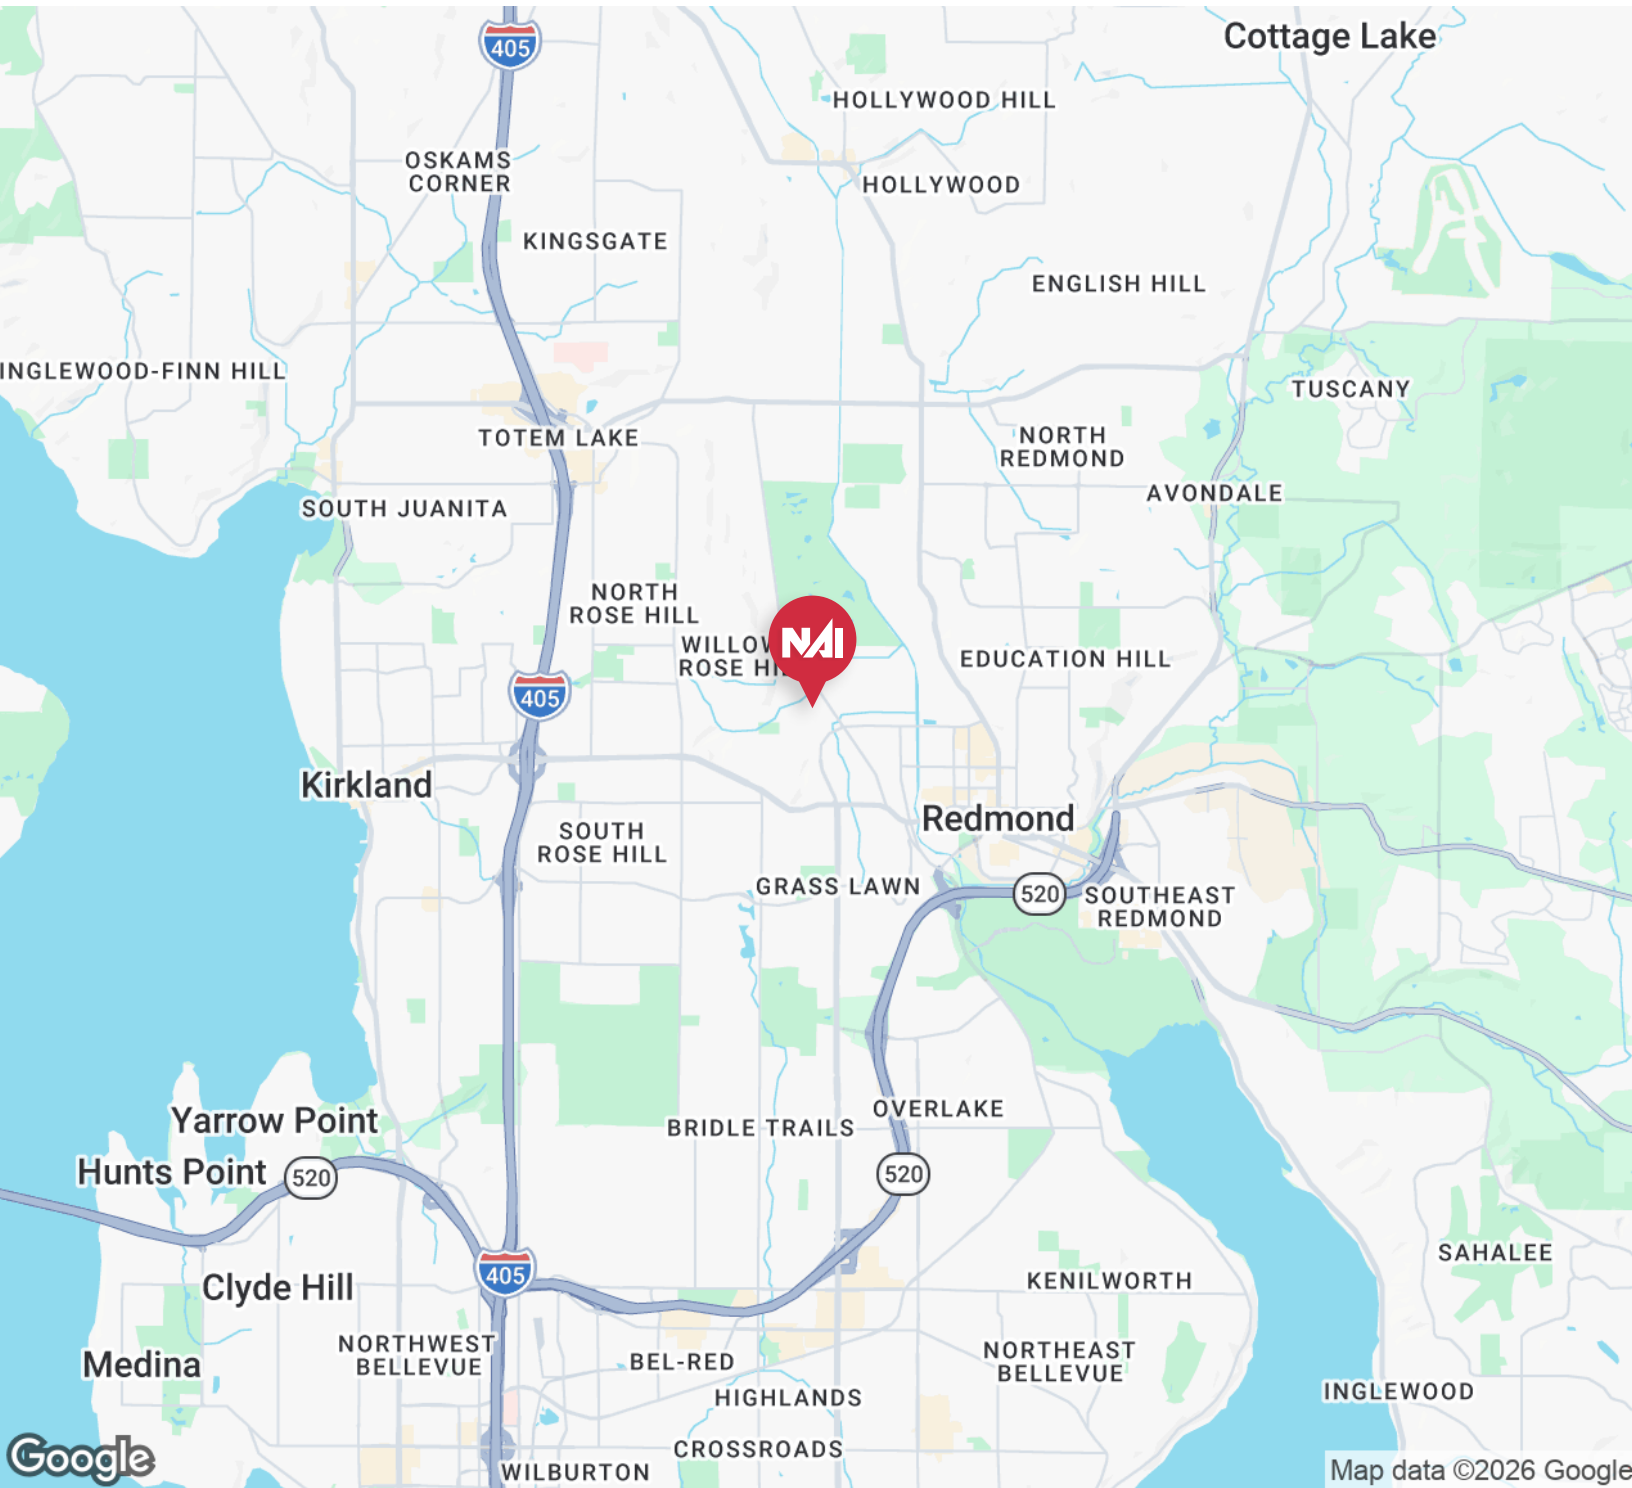 Cottage Lake
405
HOLLYWOOD HILL
OSKAMS
CORNER
HOLLYWOOD
KINGSGATE
ENGLISH HILL
INGLEWOOD-FINN HILL
TUSCANY
TOTEM LAKE
NORTH
REDMOND
AVONDALE
SOUTH JUANITA
NORTH
ROSE HILL
WILLOW
ROSE HI
NAI
EDUCATION HILL
405
Kirkland
Redmond
SOUTH
ROSE HILL
GRASS LAWN
520
SOUTHEAST
REDMOND
Yarrow Point
OVERLAKE
BRIDLE TRAILS
Hunts Point
520
520
SAHALEE
405
KENILWORTH
Clyde Hill
NORTHWEST
BELLEVUE
NORTHEAST
BELLEVUE
Medina
BEL-RED
HIGHLANDS
INGLEWOOD
CROSSROADS
Google
WILBURTON
Map data ©2026 Google